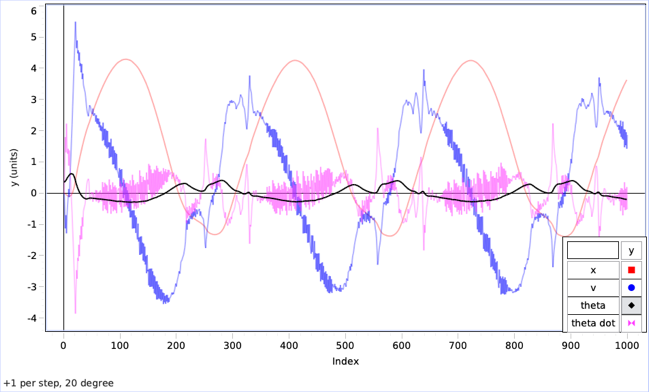 6
5
4
3
2
1
0
-1
-2
-3
-4
y (units)
0 100 200 300 400 500 600 700 800 900 1000
Index
y
x
v
theta
theta dot
+1 per step, 20 degree